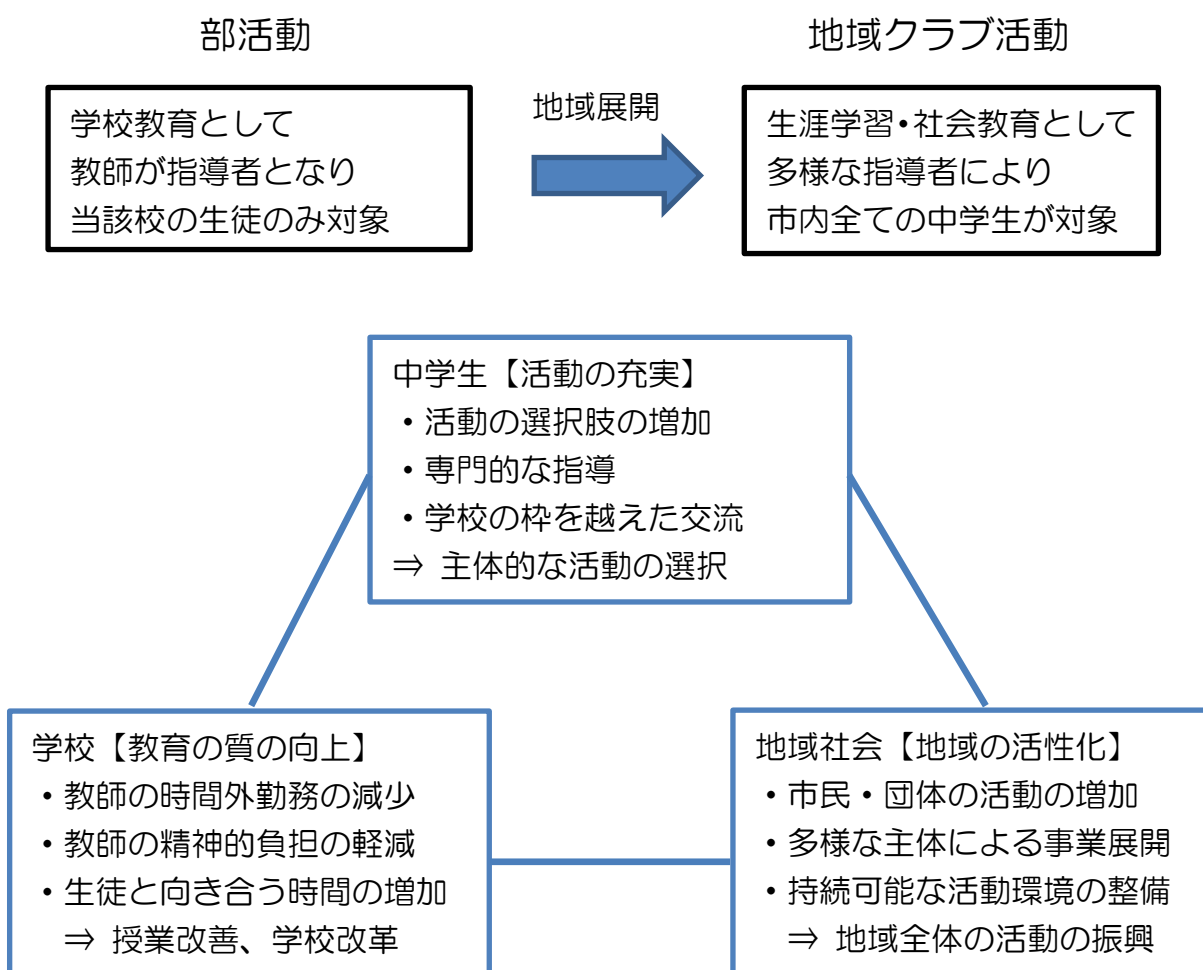 部活動
地域クラブ活動
学校教育として
教師が指導者となり
当該校の生徒のみ対象
地域展開
生涯学習・社会教育として
多様な指導者により
市内全ての中学生が対象
中学生【活動の充実】
・活動の選択肢の増加
・専門的な指導
・学校の枠を越えた交流
⇒ 主体的な活動の選択
学校【教育の質の向上】
・教師の時間外勤務の減少
・教師の精神的負担の軽減
・生徒と向き合う時間の増加
⇒ 授業改善、学校改革
地域社会【地域の活性化】
・市民・団体の活動の増加
・多様な主体による事業展開
・持続可能な活動環境の整備
⇒ 地域全体の活動の振興